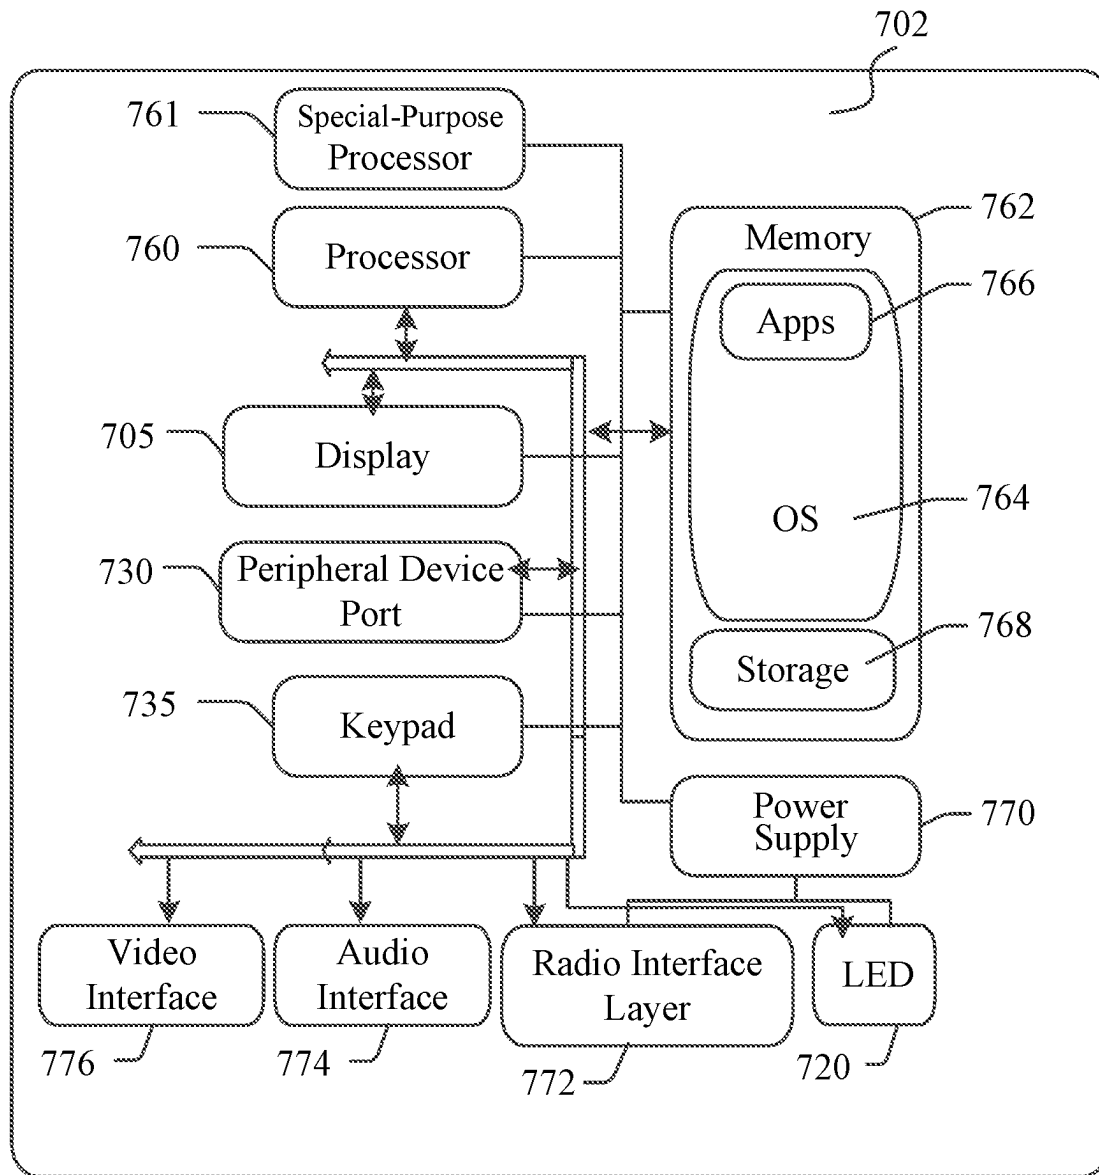 702
761
Special-Purpose
Processor
762
760
Processor
Memory
766
Apps
705
Display
764
OS
730
Peripheral Device
Port
768
Storage
735
Keypad
770
Power
Supply
Video
Interface
Audio
Interface
Radio Interface
Layer
LED
776
774
772
720